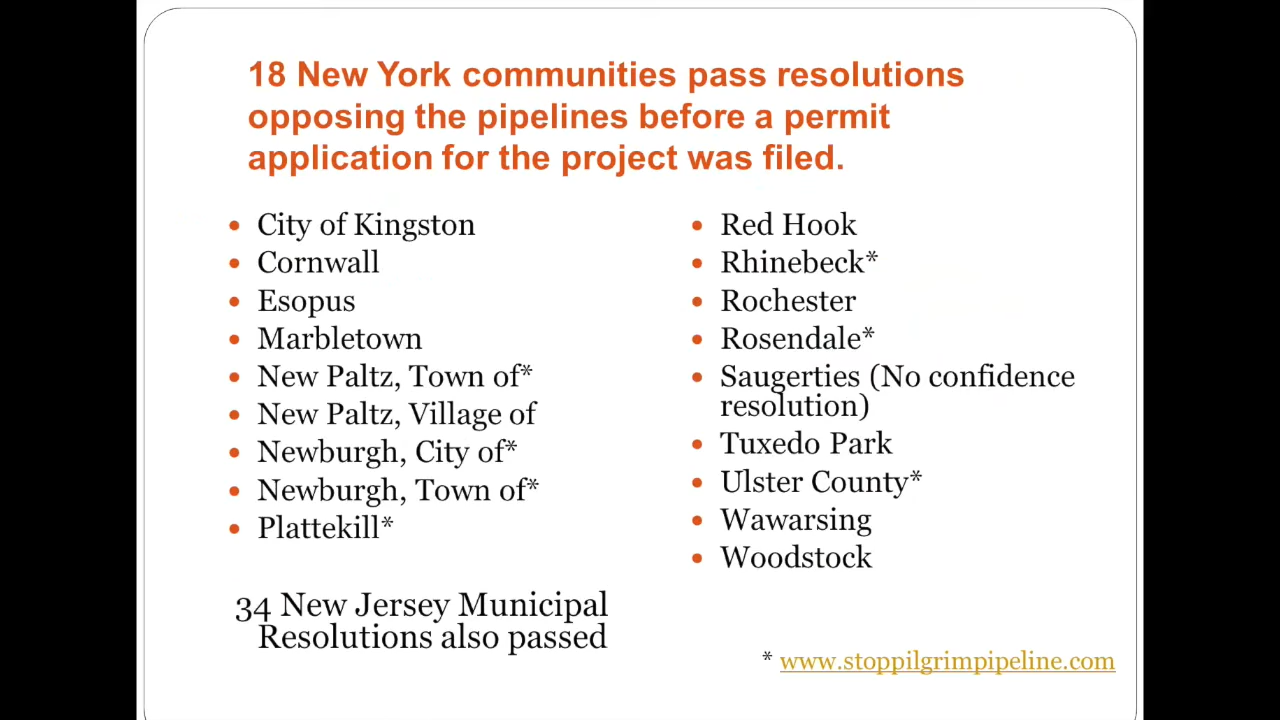 18 New York communities pass resolutions
opposing the pipelines before a permit
application for the project was filed.
• City of Kingston
• Cornwall
• Esopus
• Marbletown
• New Paltz, Town of*
• New Paltz, Village of
• Newburgh, City of*
• Newburgh, Town of*
• Plattekill*
34 New Jersey Municipal
Resolutions also passed
• Red Hook
• Rhinebeck*
• Rochester
• Rosendale*
• Saugerties (No confidence
resolution)
• Tuxedo Park
• Ulster County*
• Wawarsing
• Woodstock
* www.stoppilgrimpipeline.com